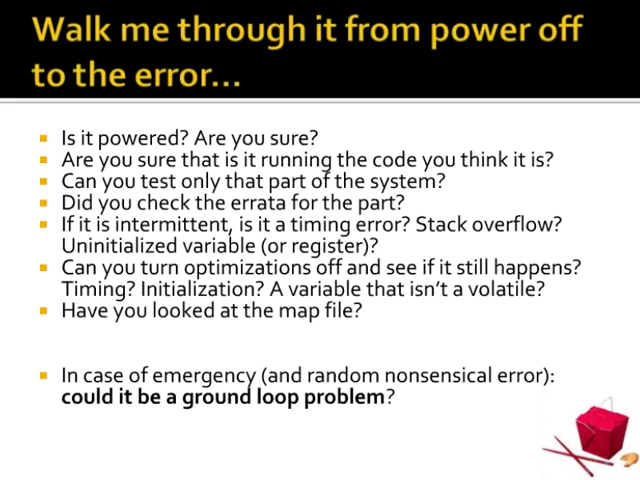 Walk me through it from power off
to the error...
Is it powered? Are you sure?
Are you sure that is it running the code you think it is?
Can you test only that part of the system?
Did you check the errata for the part?
If it is intermittent, is it a timing error? Stack overflow?
Uninitialized variable (or register)?
Can you turn optimizations off and see if it still happens?
Timing? Initialization? A variable that isn't a volatile?
Have you looked at the map file?
In case of emergency (and random nonsensical error):
could it be a ground loop problem?